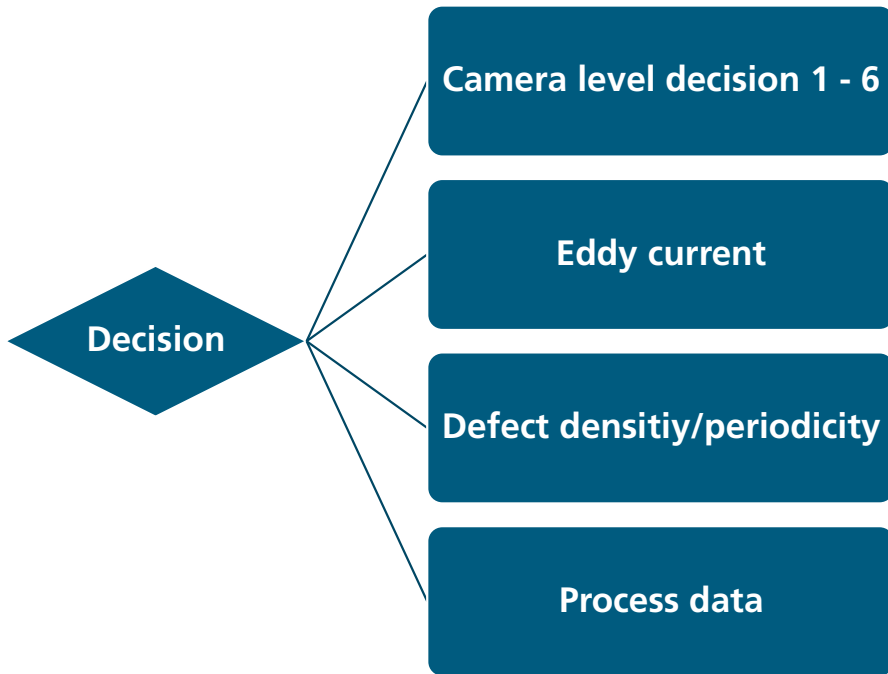 Camera level decision 1 - 6
Eddy current
Decision
Defect densitiy/periodicity
Process data